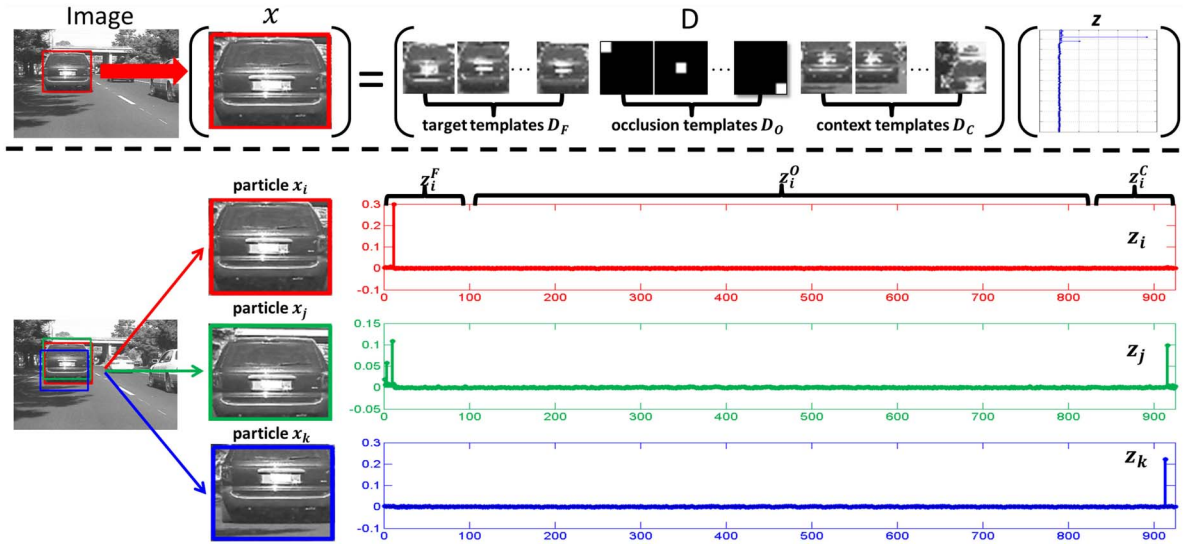 Image
x
D
z
=
... ... ...
target templates D_F
occlusion templates D_O
context templates D_C
particle x_i
z_i^F
z_i^O
z_i^C
0.3
0.2
0.1
0
-0.1
z_i
0 100 200 300 400 500 600 700 800 900
particle x_j
0.15
0.1
0.05
0
-0.05
z_j
0 100 200 300 400 500 600 700 800 900
particle x_k
0.3
0.2
0.1
0
-0.1
z_k
0 100 200 300 400 500 600 700 800 900